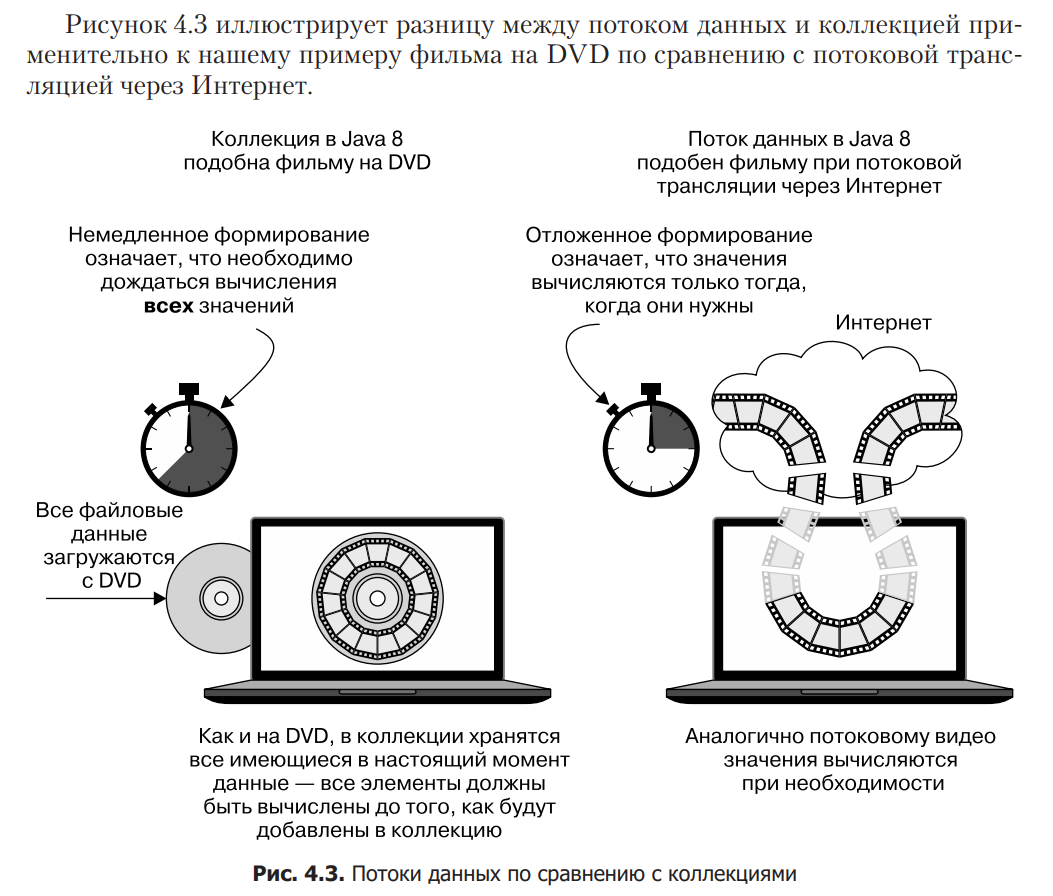 Рисунок 4.3 иллюстрирует разницу между потоком данных и коллекцией при-
менительно к нашему примеру фильма на DVD по сравнению с потоковой транс-
ляцией через Интернет.
Коллекция в Java 8
подобна фильму на DVD
Поток данных в Java 8
подобен фильму при потоковой
трансляции через Интернет
Немедленное формирование
означает, что необходимо
дождаться вычисления
всех значений
Отложенное формирование
означает, что значения
вычисляются только тогда,
когда они нужны
Интернет
Все файловые
данные
загружаются
с DVD
Как и на DVD, в коллекции хранятся
все имеющиеся в настоящий момент
данные — все элементы должны
быть вычислены до того, как будут
добавлены в коллекцию
Аналогично потоковому видео
значения вычисляются
при необходимости
Рис. 4.3. Потоки данных по сравнению с коллекциями